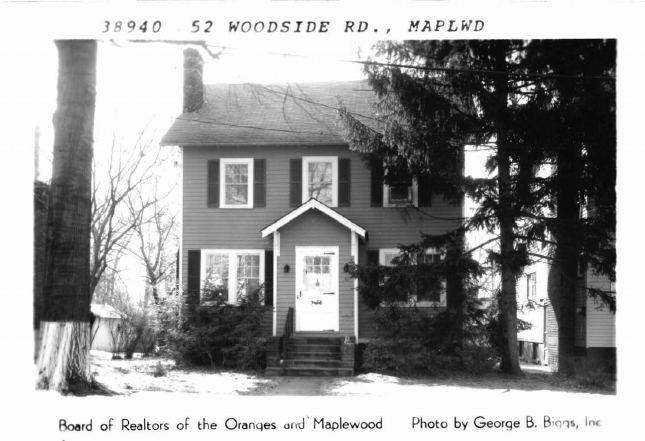 38940 52 WOODSIDE RD., MAPLWD
Board of Realtors of the Oranges and Maplewood Photo by George B. Biggs, Inc